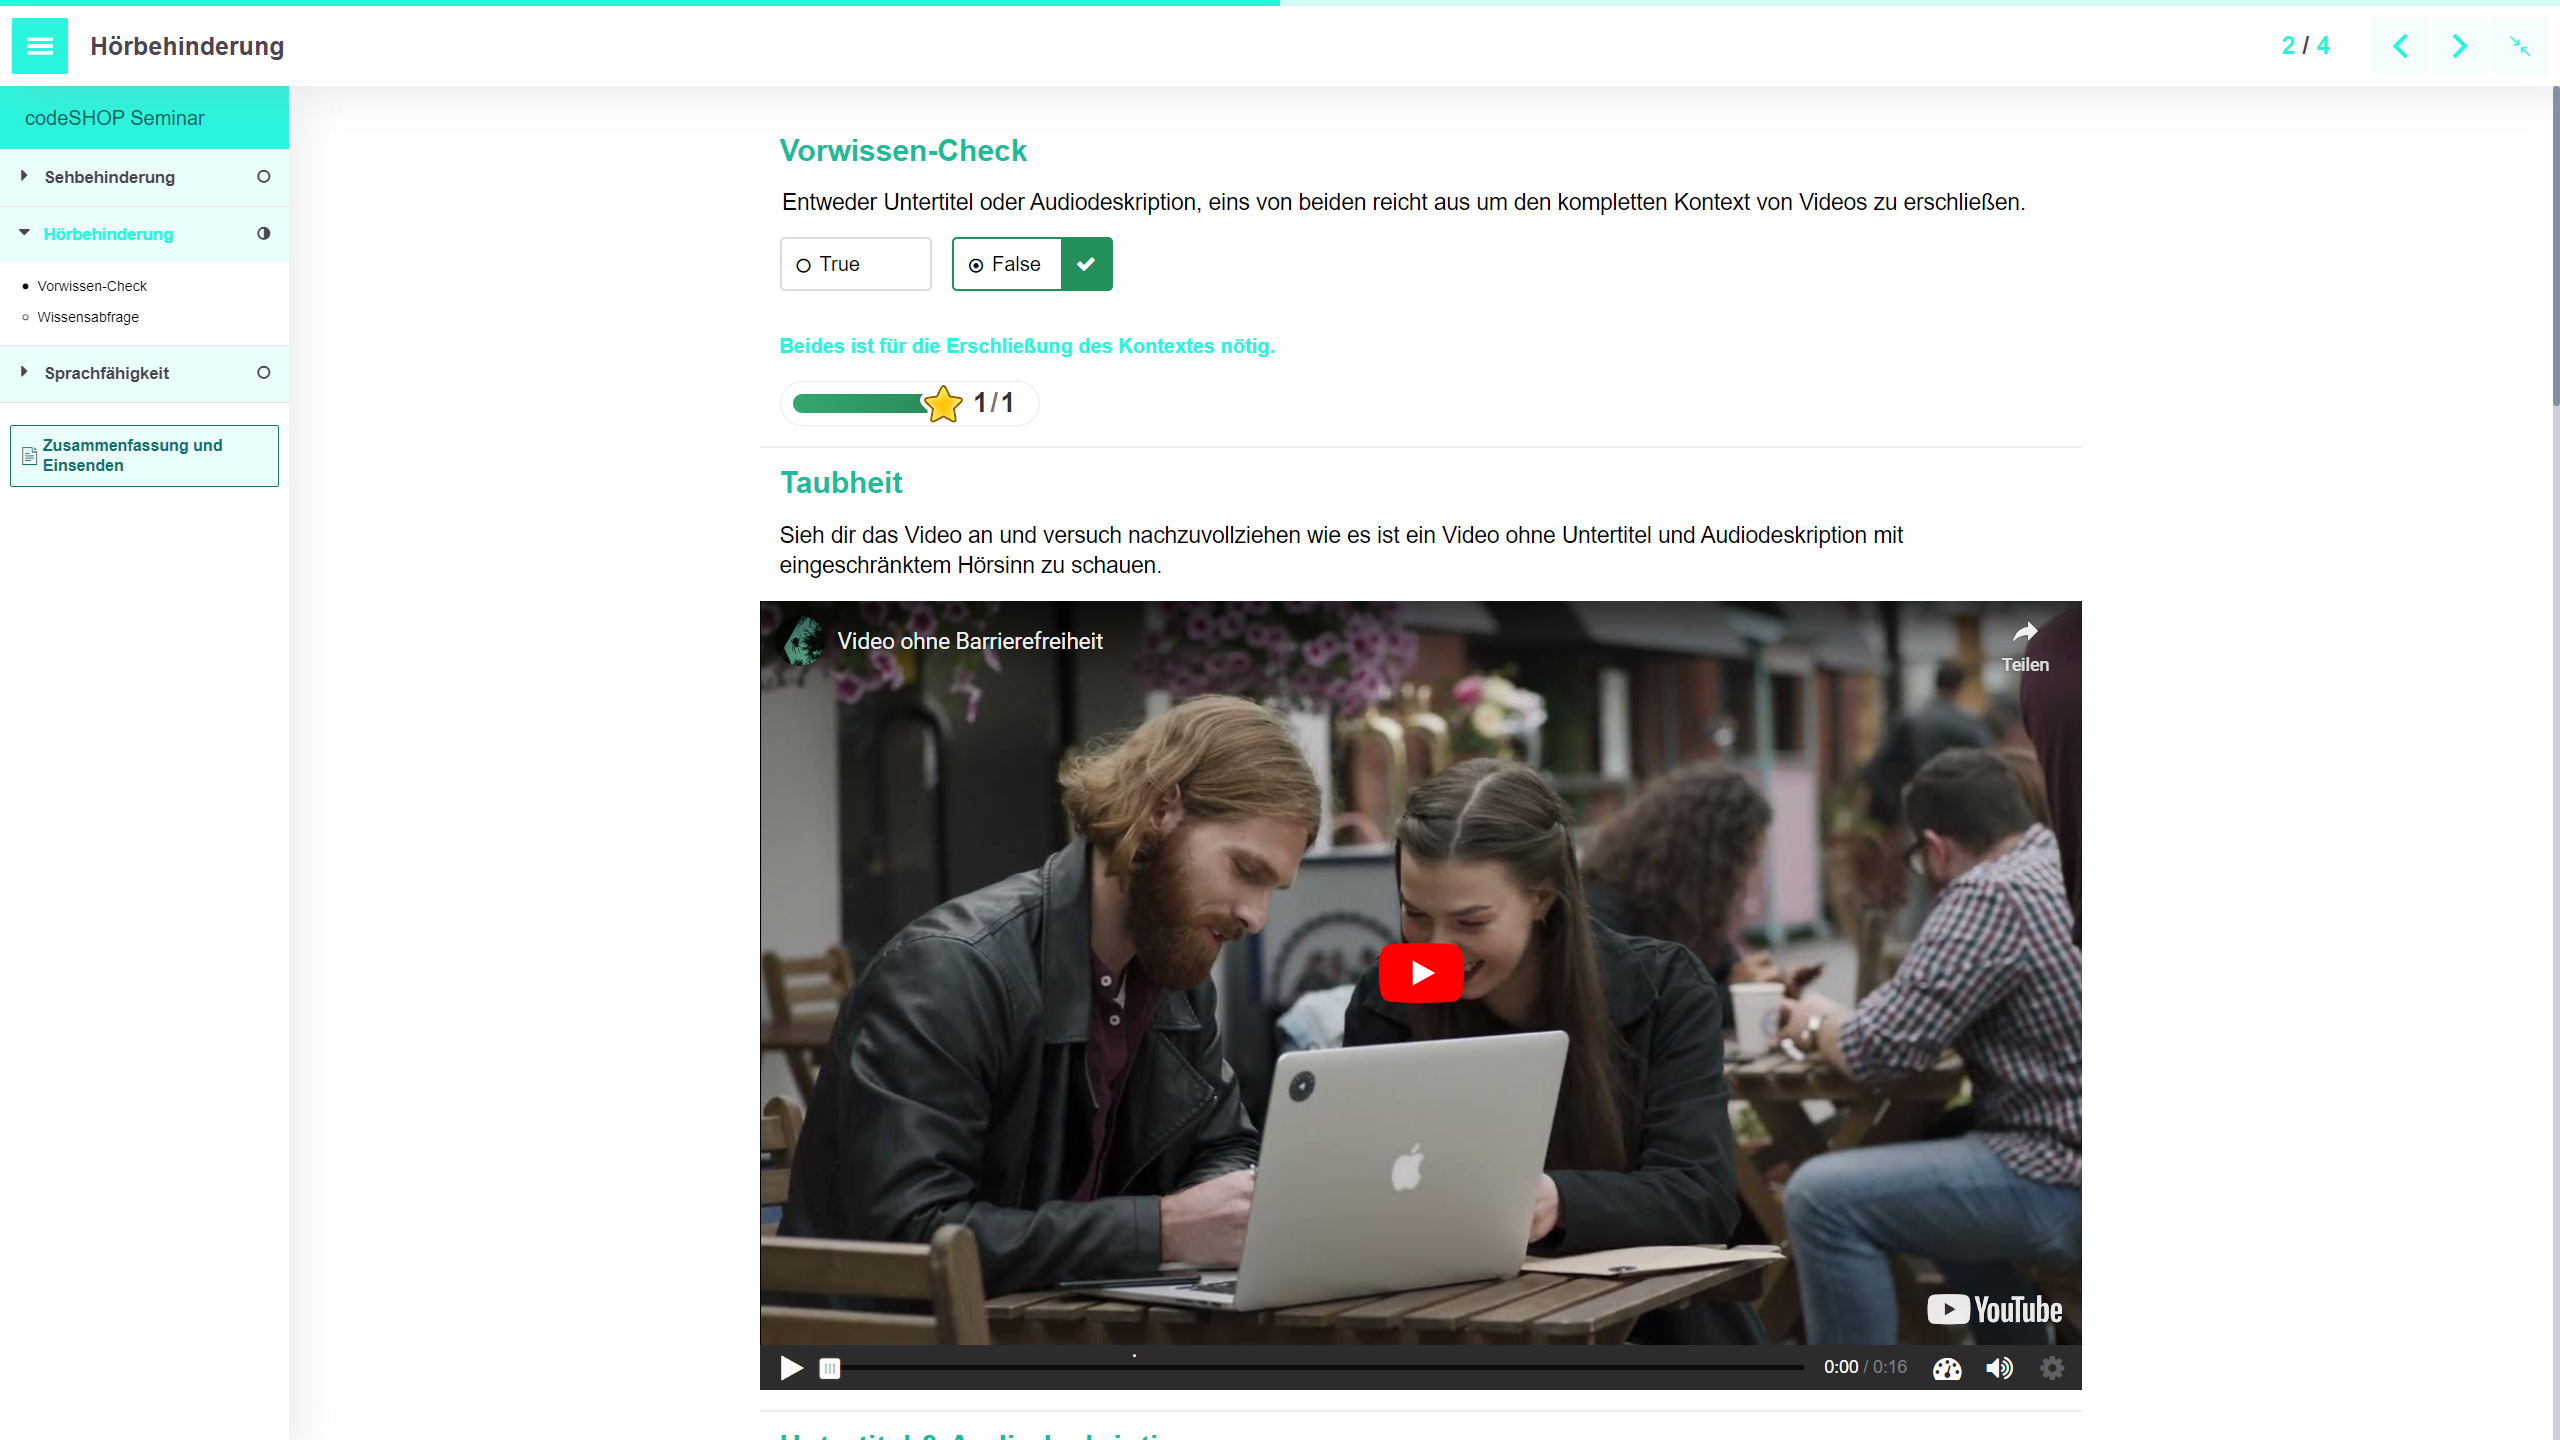 Hörbehinderung
2 / 4
codeSHOP Seminar
Sehbehinderung
Hörbehinderung
Vorwissen-Check
Wissensabfrage
Sprachfähigkeit
Zusammenfassung und
Einsenden
Vorwissen-Check
Entweder Untertitel oder Audiodeskription, eins von beiden reicht aus um den kompletten Kontext von Videos zu erschließen.
True
False
Beides ist für die Erschließung des Kontextes nötig.
1/1
Taubheit
Sieh dir das Video an und versuch nachzuvollziehen wie es ist ein Video ohne Untertitel und Audiodeskription mit
eingeschränktem Hörsinn zu schauen.
Video ohne Barrierefreiheit
Teilen
YouTube
0:00 / 0:16